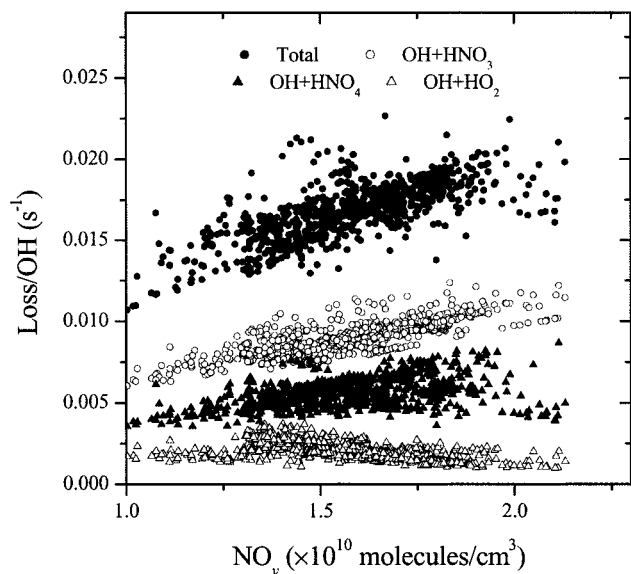 ● Total ○ OH+HNO₃
▲ OH+HNO₄ △ OH+HO₂
0.025
0.020
0.015
0.010
0.005
0.000
Loss/OH (s⁻¹)
1.0 1.5 2.0
NOᵧ (×10¹⁰ molecules/cm³)